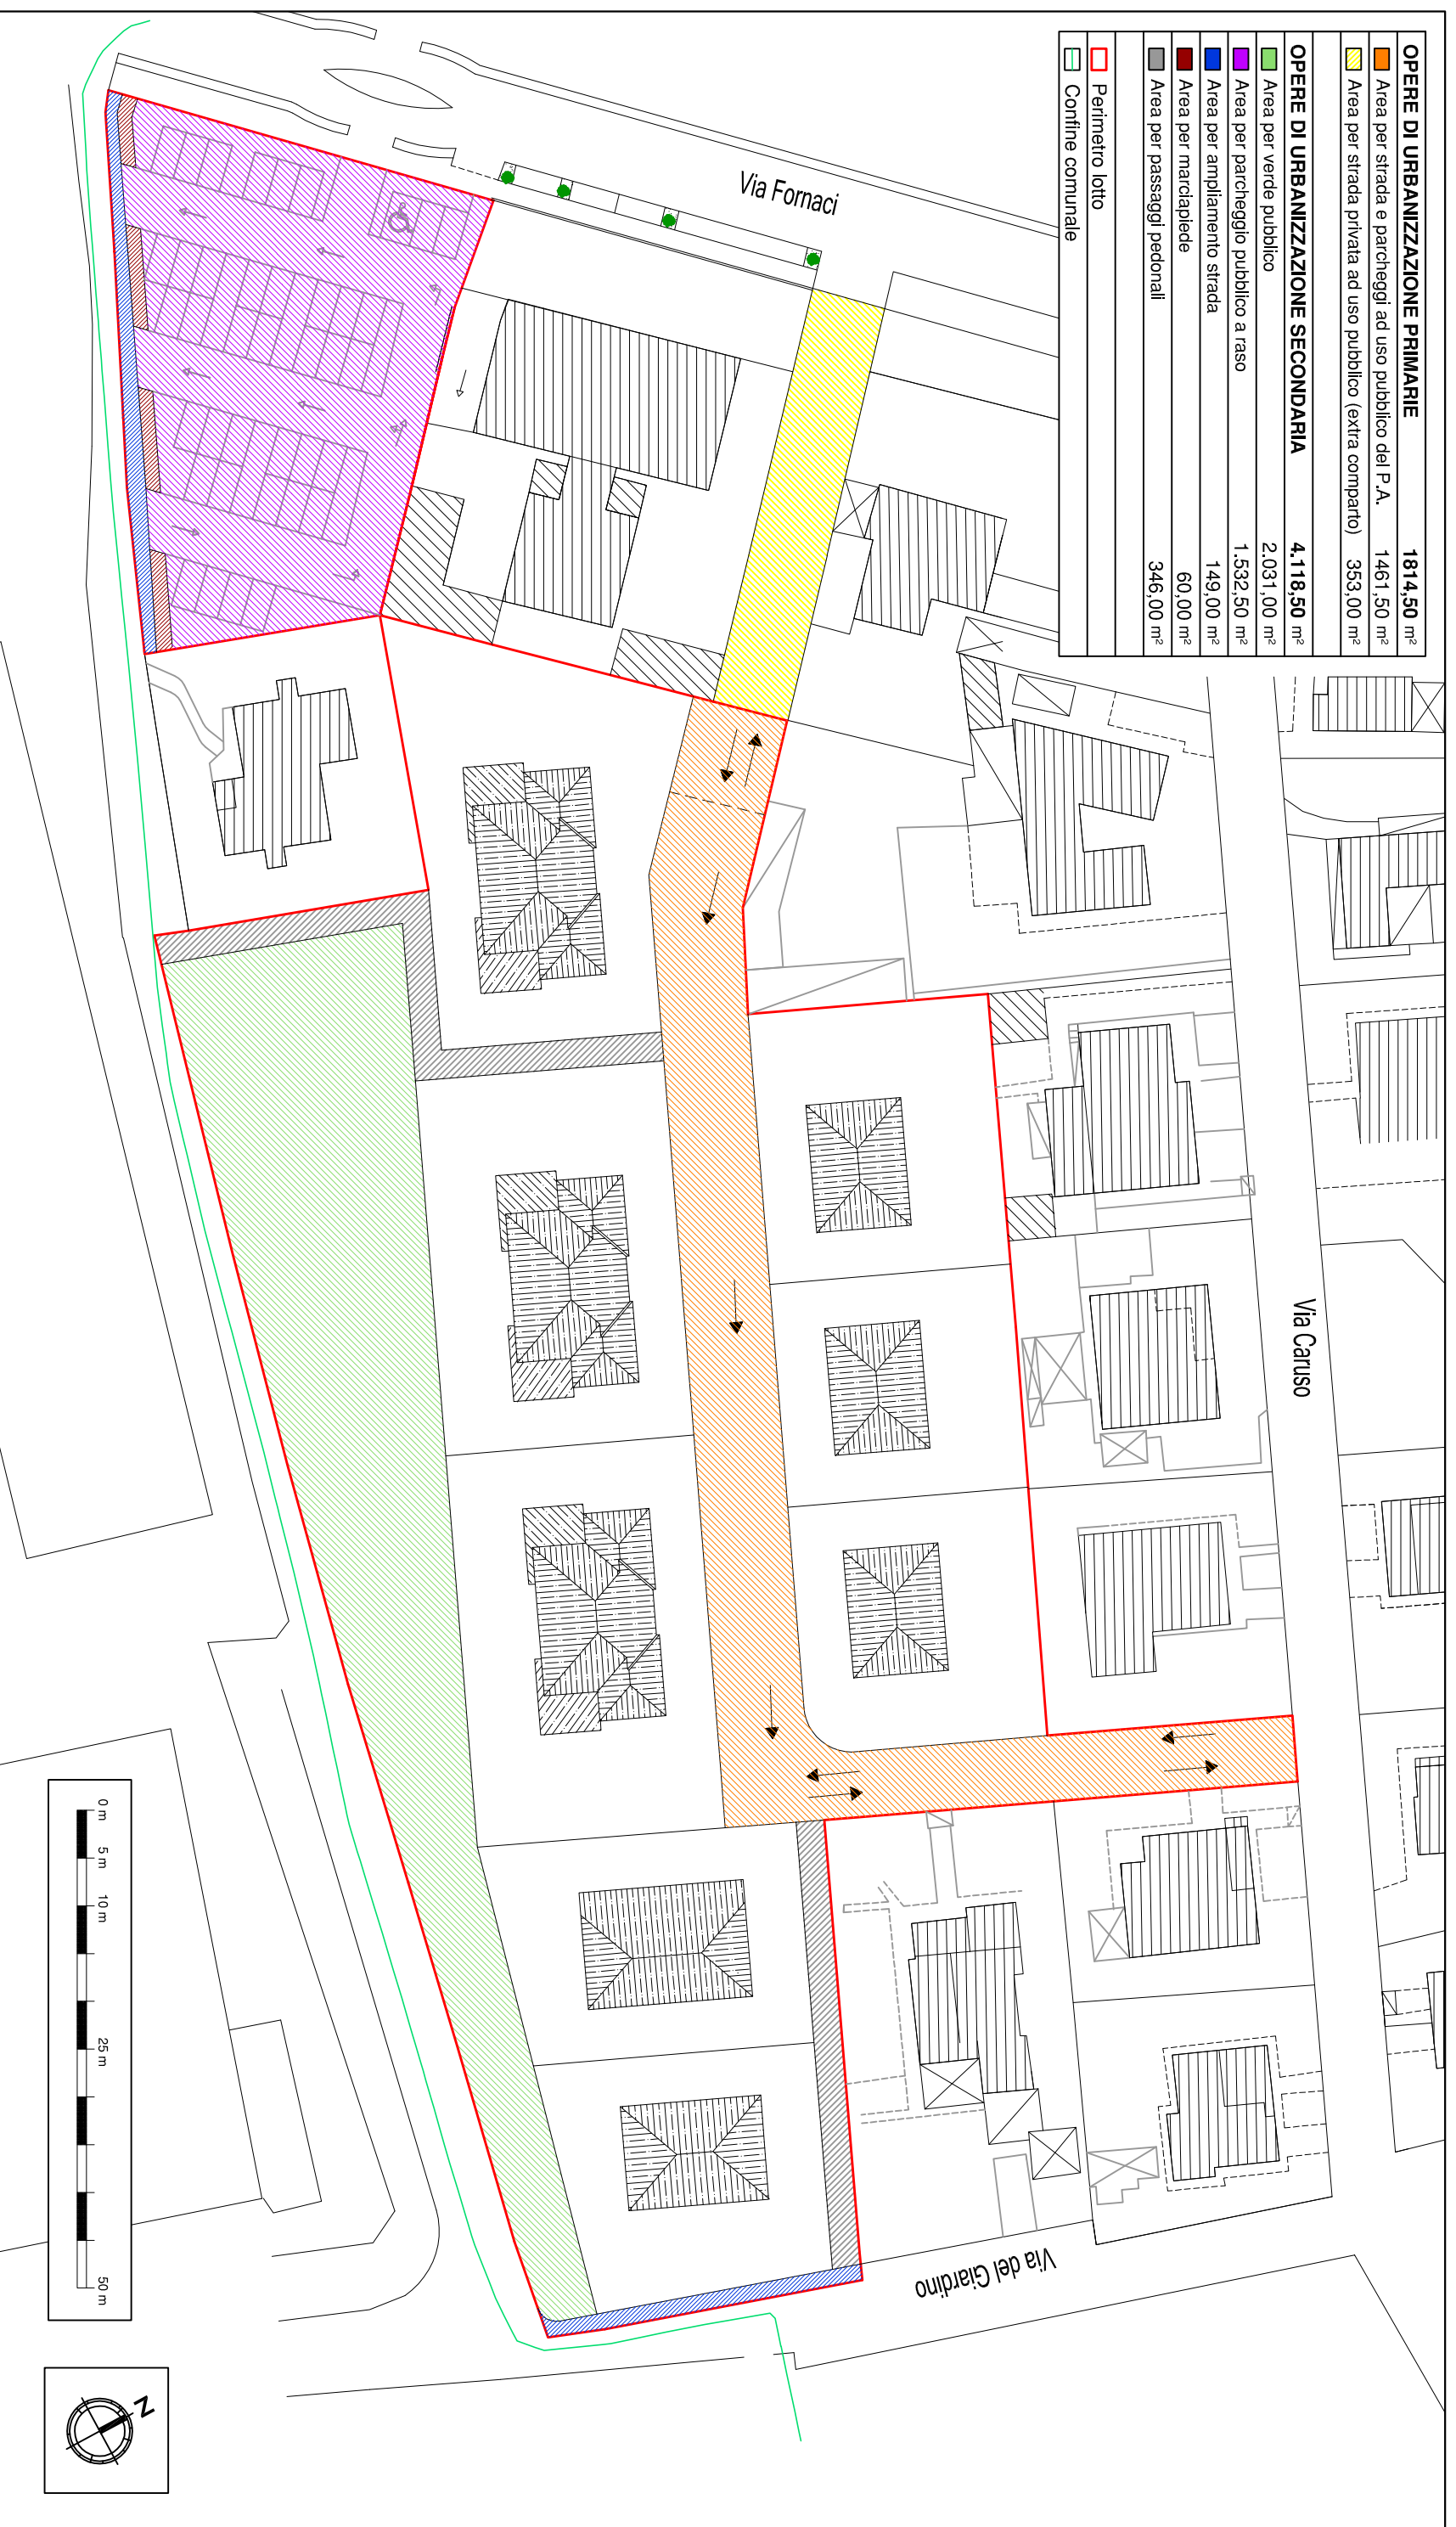 OPERE DI URBANIZZAZIONE PRIMARIE 1814,50 m²
Area per strada e parcheggi ad uso pubblico del P.A. 1461,50 m²
Area per strada privata ad uso pubblico (extra comparto) 353,00 m²
OPERE DI URBANIZZAZIONE SECONDARIA 4.118,50 m²
Area per verde pubblico 2.031,00 m²
Area per parcheggio pubblico a raso 1.532,50 m²
Area per ampliamento strada 149,00 m²
Area per marciapiede 60,00 m²
Area per passaggi pedonali 346,00 m²
Perimetro lotto
Confine comunale
Via Fornaci
Via Caruso
Via del Giardino
0 m 5 m 10 m 25 m 50 m
N